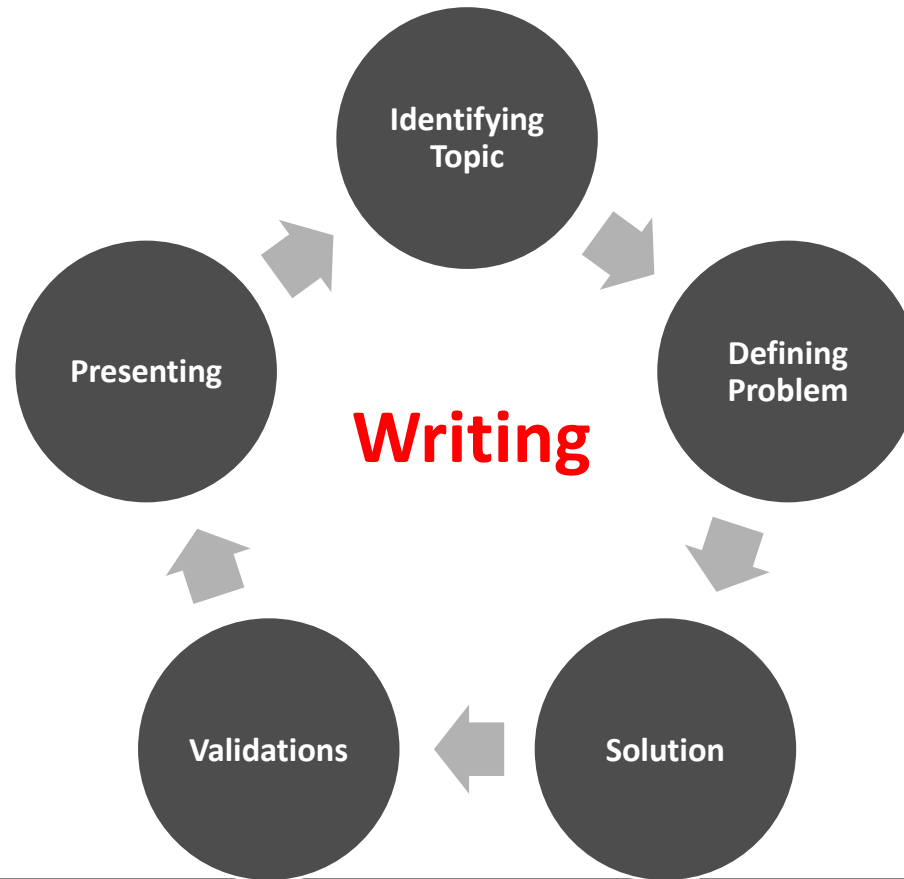 Identifying
Topic
Defining
Problem
Solution
Validations
Presenting
Writing